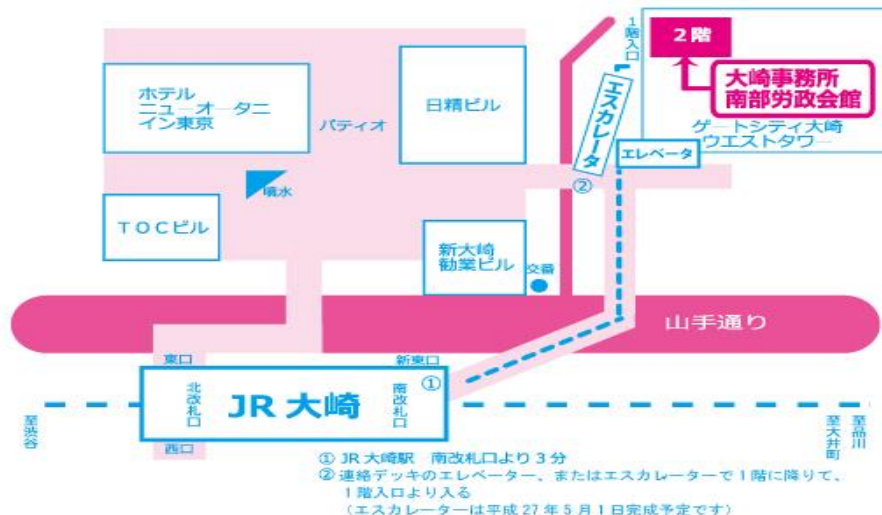 1階入口
2階
大崎事務所
南部労政会館
ゲートシティ大崎
ウエストタワー
ホテル
ニューオータニ
イン東京
パティオ
日精ビル
エスカレータ
エレベータ
②
噴水
TOCビル
新大崎
勧業ビル
交番
山手通り
東口
新東口
①
北改札口
JR 大崎
南改札口
西口
至渋谷
至大井町
至品川
① JR 大崎駅 南改札口より 3 分
② 連絡デッキのエレベーター、またはエスカレーターで 1 階に降りて、
1 階入口より入る
(エスカレーターは平成 27 年 5 月 1 日完成予定です)